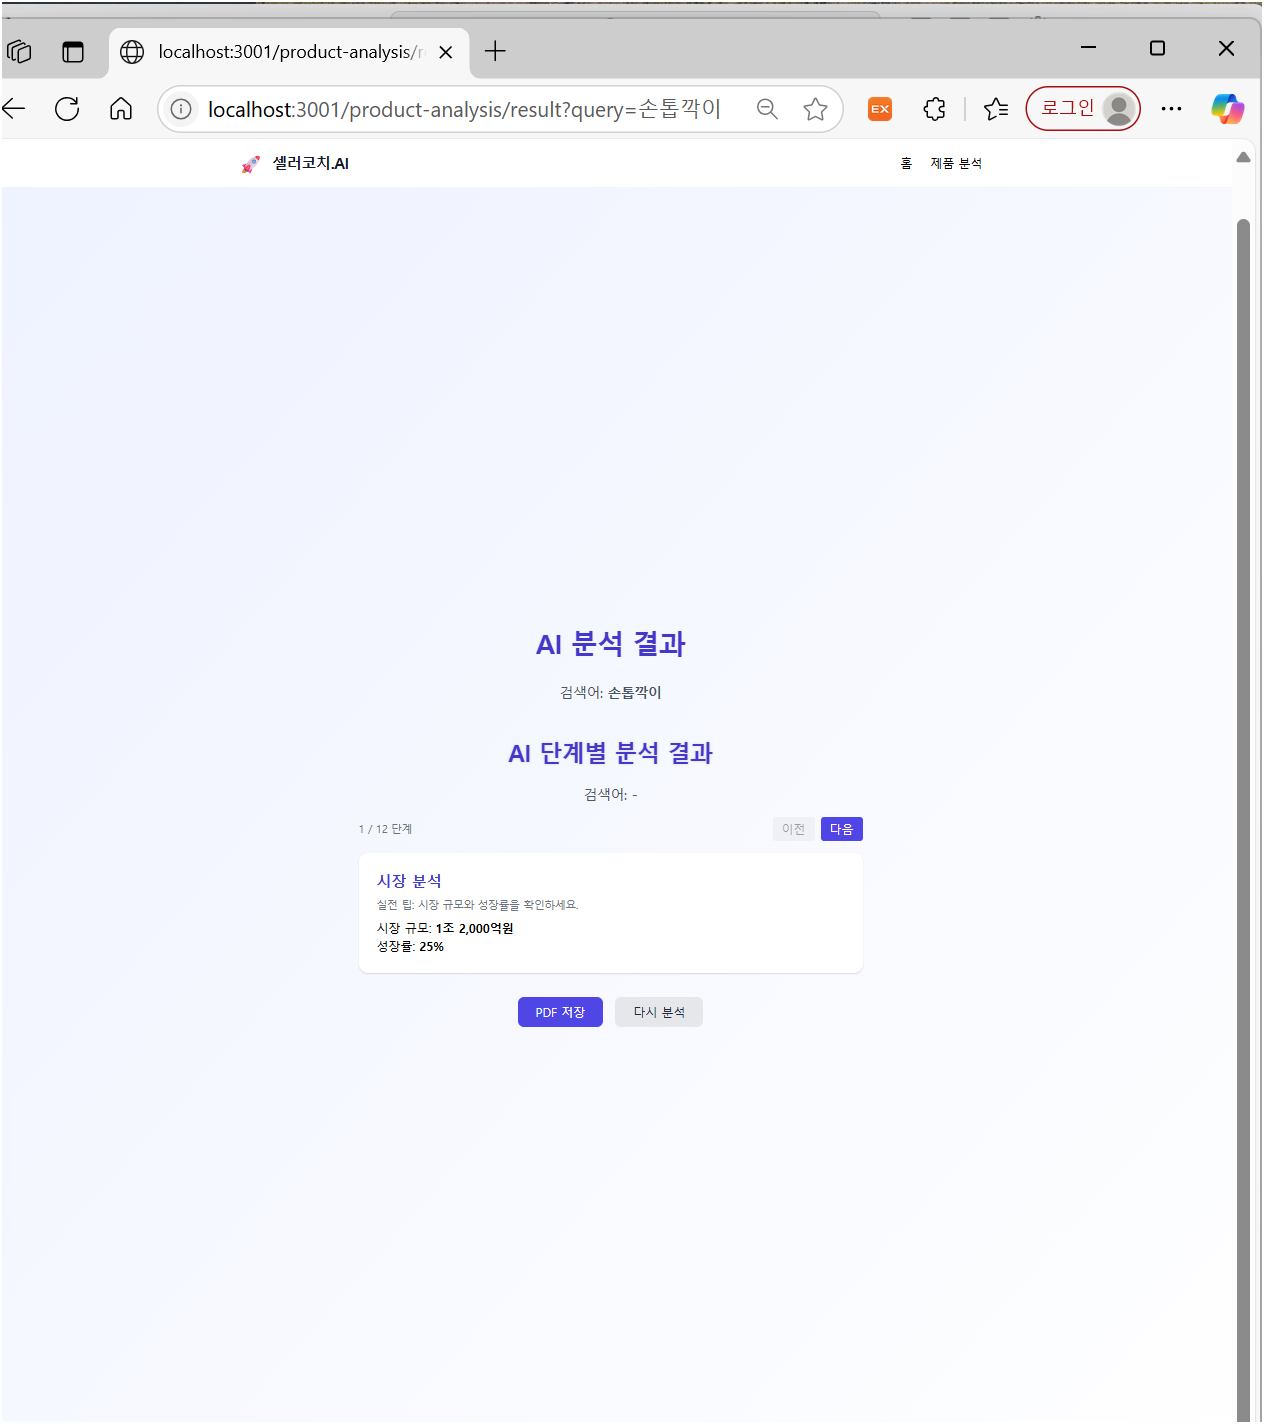 localhost:3001/product-analysis/r
localhost:3001/product-analysis/result?query=손톱깍이
EX
로그인
셀러코치.AI
홈
제품 분석
AI 분석 결과
검색어: 손톱깍이
AI 단계별 분석 결과
검색어: -
1 / 12 단계
이전
다음
시장 분석
실전 팁: 시장 규모와 성장률을 확인하세요.
시장 규모: 1조 2,000억원
성장률: 25%
PDF 저장
다시 분석